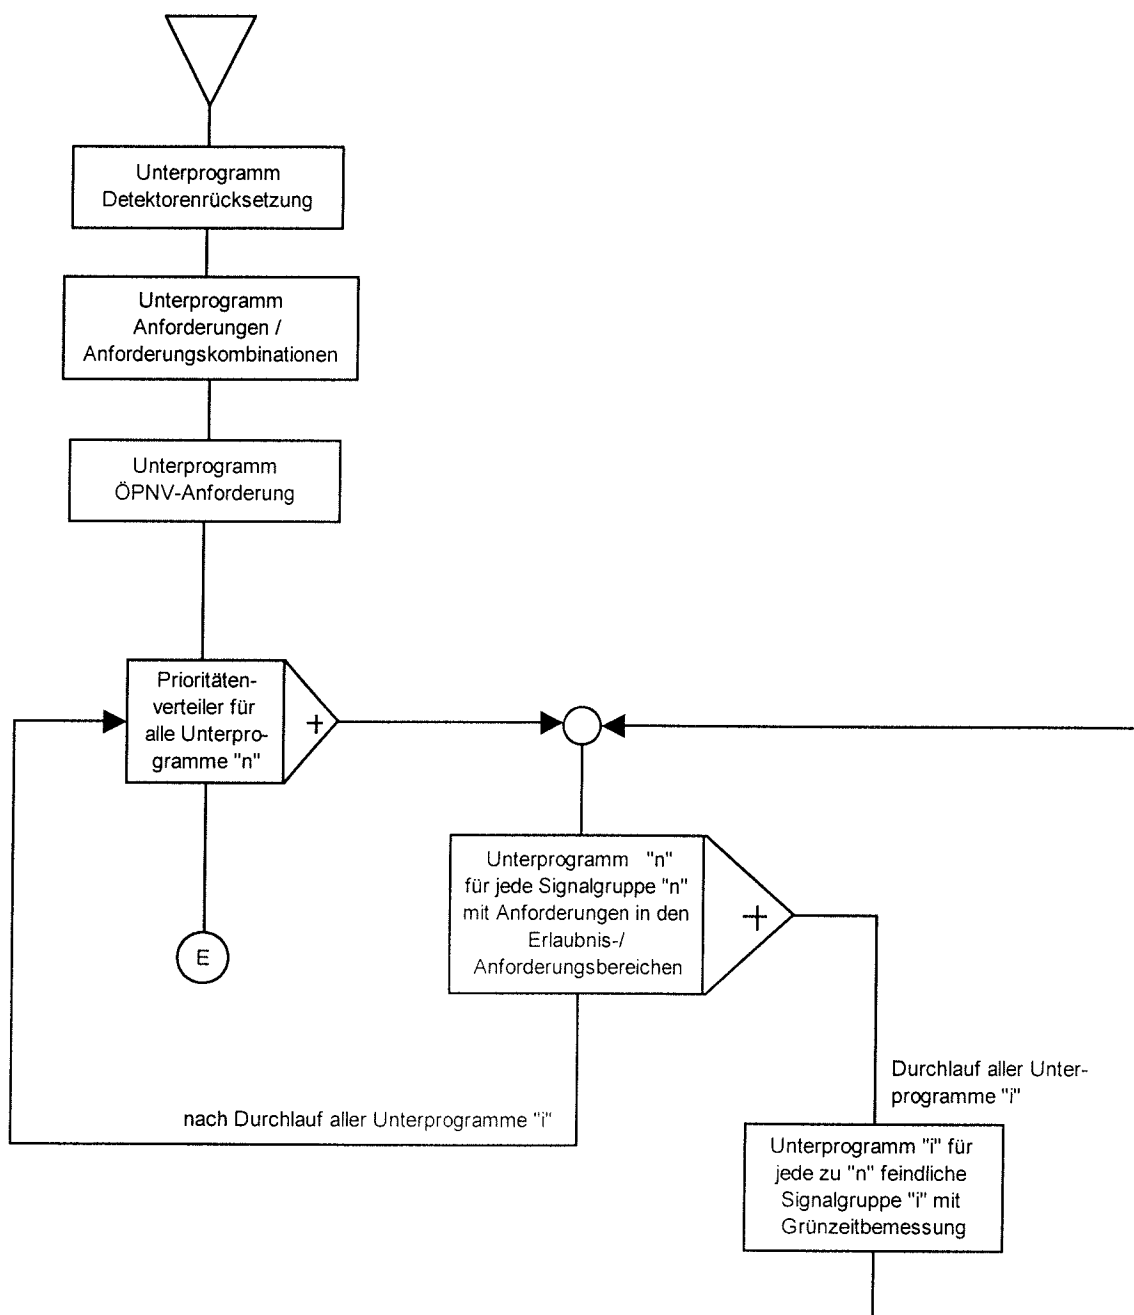 Unterprogramm
Detektorenrücksetzung
Unterprogramm
Anforderungen /
Anforderungskombinationen
Unterprogramm
ÖPNV-Anforderung
Prioritäten-
verteiler für
alle Unterpro-
gramme "n"
+
E
Unterprogramm "n"
für jede Signalgruppe "n"
mit Anforderungen in den
Erlaubnis-/
Anforderungsbereichen
+
nach Durchlauf aller Unterprogramme "i"
Durchlauf aller Unter-
programme "i"
Unterprogramm "i" für
jede zu "n" feindliche
Signalgruppe "i" mit
Grünzeitbemessung